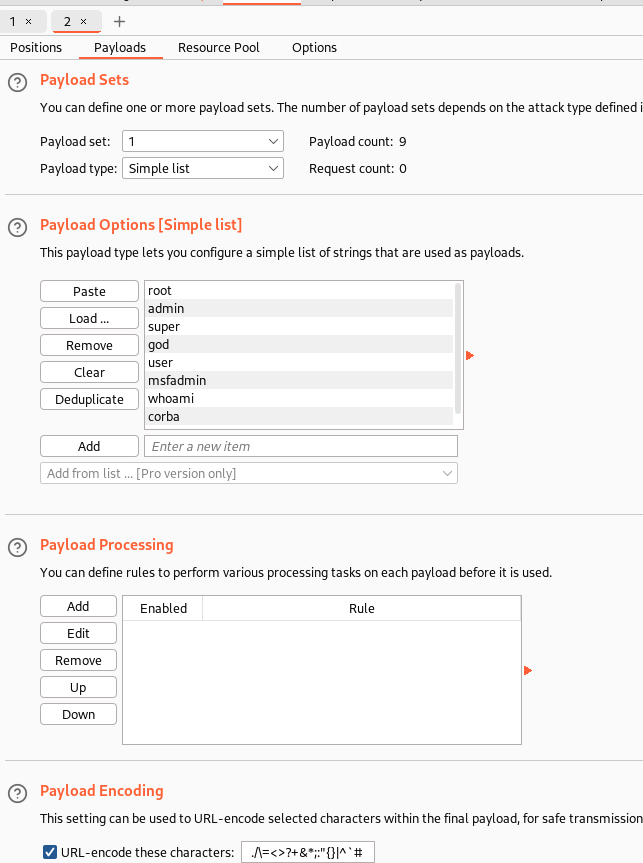 1 × 2 × +
Positions Payloads Resource Pool Options
Payload Sets
You can define one or more payload sets. The number of payload sets depends on the attack type defined i
Payload set: 1 Payload count: 9
Payload type: Simple list Request count: 0
Payload Options [Simple list]
This payload type lets you configure a simple list of strings that are used as payloads.
Paste
Load ...
Remove
Clear
Deduplicate
root
admin
super
god
user
msfadmin
whoami
corba
Add Enter a new item
Add from list ... [Pro version only]
Payload Processing
You can define rules to perform various processing tasks on each payload before it is used.
Add
Edit
Remove
Up
Down
Enabled Rule
Payload Encoding
This setting can be used to URL-encode selected characters within the final payload, for safe transmission
URL-encode these characters: ./\=<>?+&*;:"{}|^`#